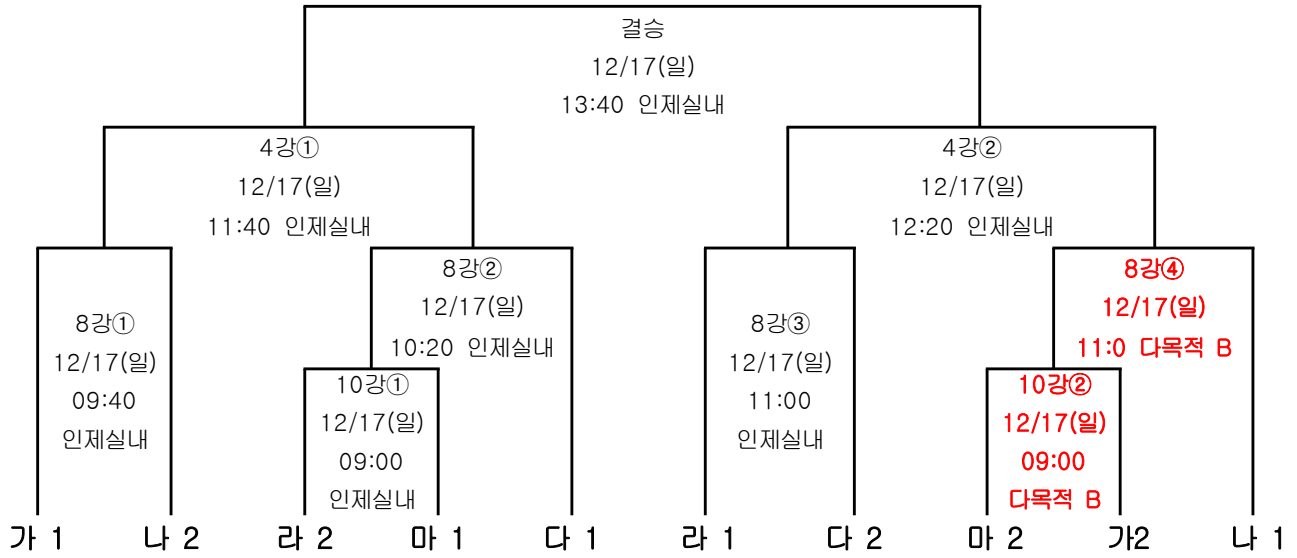 결승
12/17(일)
13:40 인제실내
4강①
12/17(일)
11:40 인제실내
4강②
12/17(일)
12:20 인제실내
8강①
12/17(일)
09:40
인제실내
8강②
12/17(일)
10:20 인제실내
10강①
12/17(일)
09:00
인제실내
8강③
12/17(일)
11:00
인제실내
8강④
12/17(일)
11:0 다목적 B
10강②
12/17(일)
09:00
다목적 B
가 1 나 2 라 2 마 1 다 1 라 1 다 2 마 2 가2 나 1